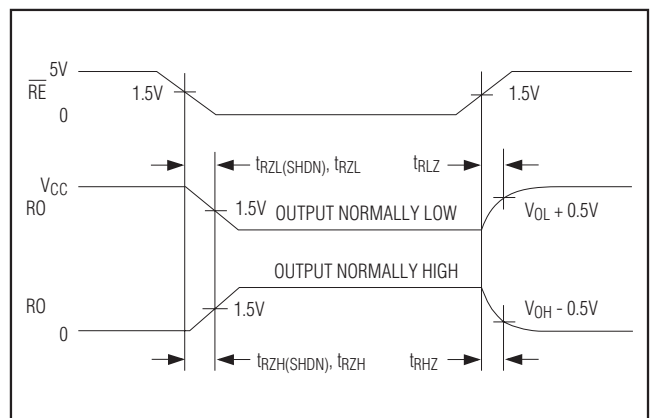 5V
R̅E̅
1.5V
1.5V
0
tRZL(SHDN), tRZL
tRLZ
VCC
RO
1.5V
OUTPUT NORMALLY LOW
VOL + 0.5V
OUTPUT NORMALLY HIGH
RO
1.5V
VOH - 0.5V
0
tRZH(SHDN), tRZH
tRHZ